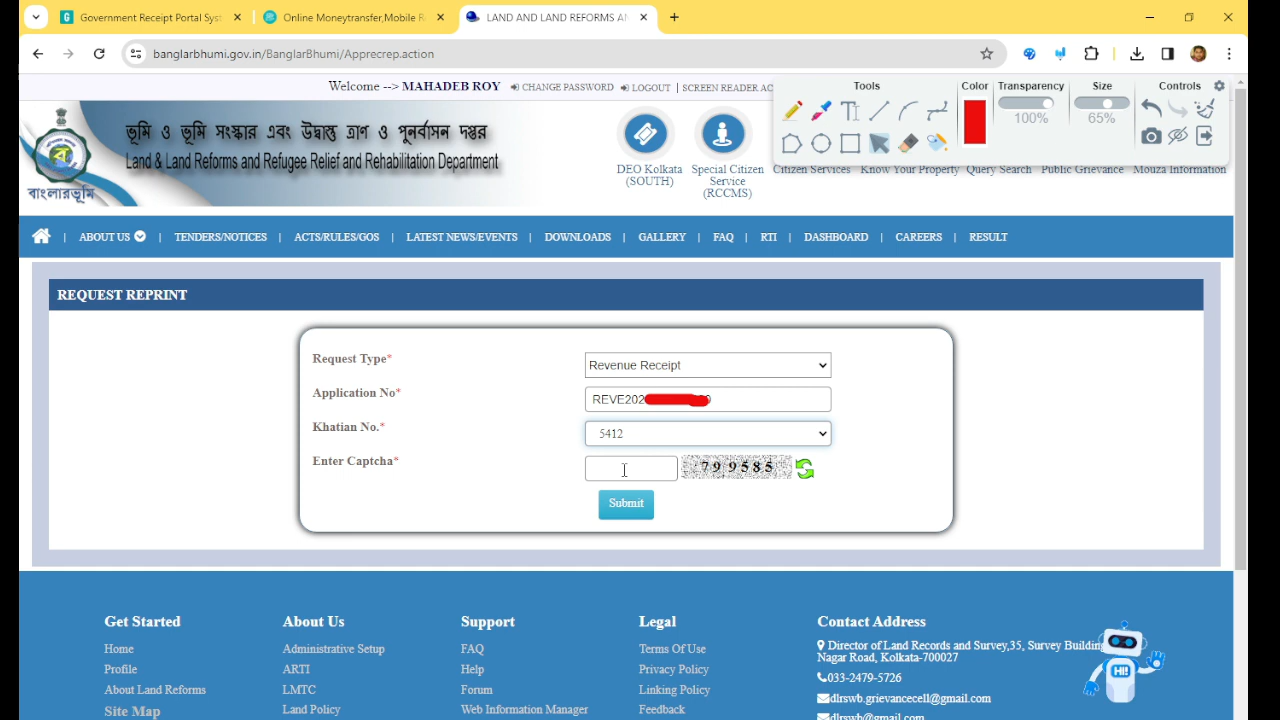 Government Receipt Portal Syst
Online Moneytransfer,Mobile R
LAND AND LAND REFORMS A
banglarbhumi.gov.in/BanglarBhumi/Apprecrep.action
Welcome --> MAHADEB ROY CHANGE PASSWORD LOGOUT | SCREEN READER AC
Tools
Color
Transparency
100%
Size
65%
Controls
ভূমি ও ভূমি সংস্কার এবং উদ্বাস্তু ত্রাণ ও পুনর্বাসন দপ্তর
Land & Land Reforms and Refugee Relief and Rehabilitation Department
বাংলারভূমি
DEO Kolkata
(SOUTH)
Special Citizen
Service
(RCCMS)
Citizen Services
Know Your Property
Query Search
Public Grievance
Mouza Information
| ABOUT US | TENDERS/NOTICES | ACTS/RULES/GOS | LATEST NEWS/EVENTS | DOWNLOADS | GALLERY | FAQ | RTI | DASHBOARD | CAREERS | RESULT
REQUEST REPRINT
Request Type* Revenue Receipt
Application No* REVE202
Khatian No.* 5412
Enter Captcha* 799585
Submit
Get Started
Home
Profile
About Land Reforms
Site Map
About Us
Administrative Setup
ARTI
LMTC
Land Policy
Support
FAQ
Help
Forum
Web Information Manager
Legal
Terms Of Use
Privacy Policy
Linking Policy
Feedback
Contact Address
Director of Land Records and Survey,35, Survey Building
Nagar Road, Kolkata-700027
033-2479-5726
dlrswb.grievancecell@gmail.com
dlrswb@gmail.com
HI!